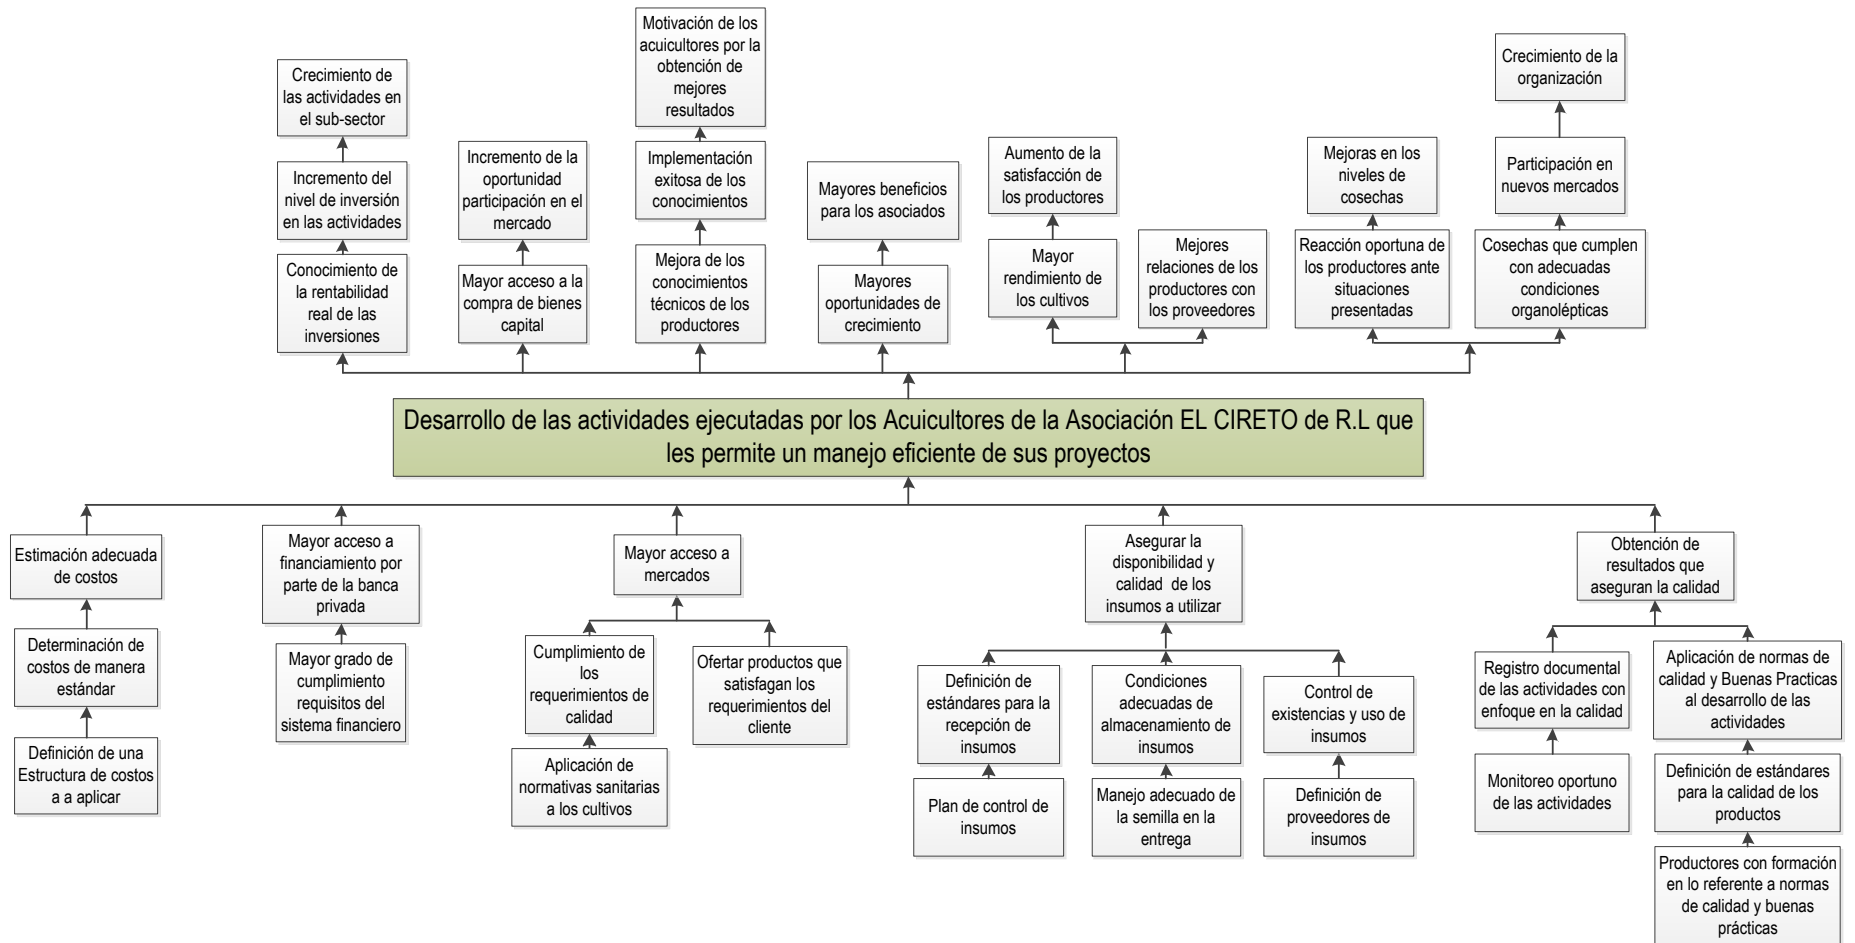 Motivación de los
acuicultores por la
obtención de
mejores
resultados
Crecimiento de la
organización
Crecimiento de
las actividades en
el sub-sector
Incremento de la
oportunidad
participación en el
mercado
Implementación
exitosa de los
conocimientos
Mayores beneficios
para los asociados
Aumento de la
satisfacción de
los productores
Mejoras en los
niveles de
cosechas
Participación en
nuevos mercados
Incremento del
nivel de inversión
en las actividades
Conocimiento de
la rentabilidad
real de las
inversiones
Mayor acceso a la
compra de bienes
capital
Mejora de los
conocimientos
técnicos de los
productores
Mayores
oportunidades de
crecimiento
Mayor
rendimiento de
los cultivos
Mejores
relaciones de los
productores con
los proveedores
Reacción oportuna de
los productores ante
situaciones
presentadas
Cosechas que cumplen
con adecuadas
condiciones
organolépticas
Desarrollo de las actividades ejecutadas por los Acuicultores de la Asociación EL CIRETO de R.L que
les permite un manejo eficiente de sus proyectos
Estimación adecuada
de costos
Mayor acceso a
financiamiento por
parte de la banca
privada
Mayor acceso a
mercados
Asegurar la
disponibilidad y
calidad de los
insumos a utilizar
Obtención de
resultados que
aseguran la calidad
Determinación de
costos de manera
estándar
Mayor grado de
cumplimiento
requisitos del
sistema financiero
Cumplimiento de
los
requerimientos de
calidad
Ofertar productos que
satisfagan los
requerimientos del
cliente
Definición de
estándares para la
recepción de
insumos
Condiciones
adecuadas de
almacenamiento de
insumos
Control de
existencias y uso de
insumos
Registro documental
de las actividades con
enfoque en la calidad
Aplicación de normas de
calidad y Buenas Practicas
al desarrollo de las
actividades
Definición de una
Estructura de costos
a a aplicar
Aplicación de
normativas sanitarias
a los cultivos
Plan de control de
insumos
Manejo adecuado de
la semilla en la
entrega
Definición de
proveedores de
insumos
Monitoreo oportuno
de las actividades
Definición de estándares
para la calidad de los
productos
Productores con formación
en lo referente a normas
de calidad y buenas
prácticas